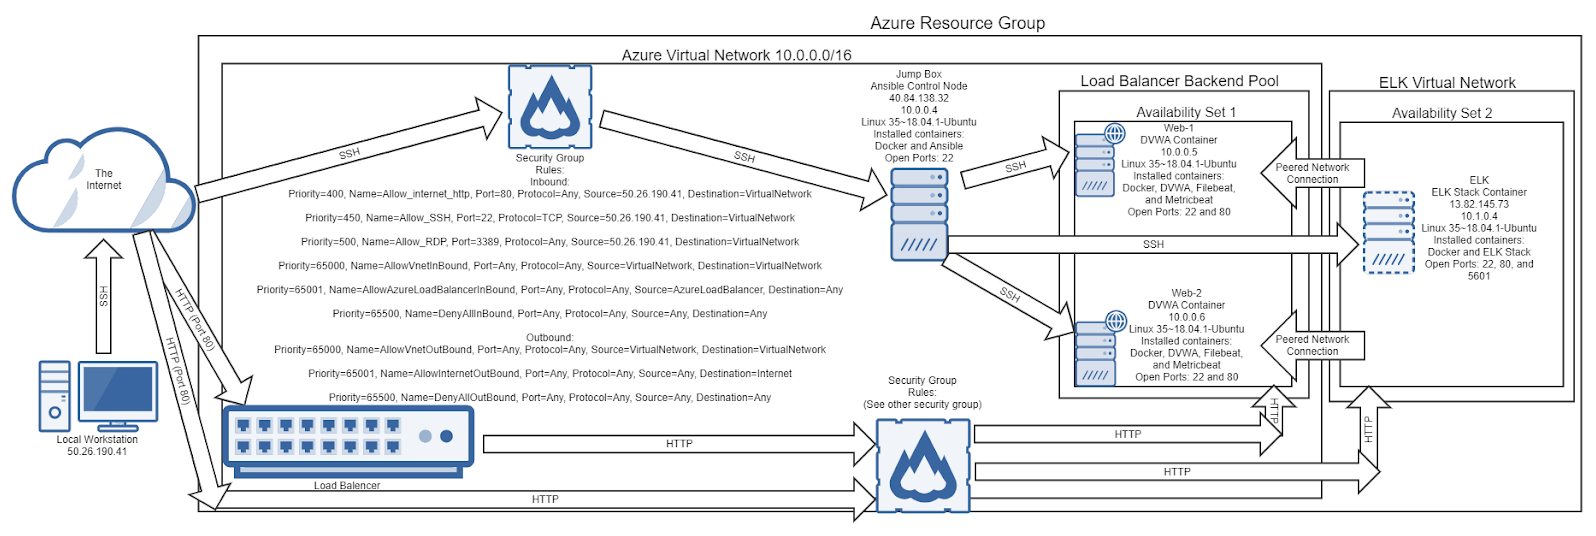 Azure Resource Group
Azure Virtual Network 10.0.0.0/16
The
Internet
SSH
SSH
Local Workstation
50.26.190.41
HTTP (Port 80)
HTTP (Port 80)
SSH
Security Group
Rules:
Inbound:
Priority=400, Name=Allow_internet_http, Port=80, Protocol=Any, Source=50.26.190.41, Destination=VirtualNetwork
Priority=450, Name=Allow_SSH, Port=22, Protocol=TCP, Source=50.26.190.41, Destination=VirtualNetwork
Priority=500, Name=Allow_RDP, Port=3389, Protocol=Any, Source=50.26.190.41, Destination=VirtualNetwork
Priority=65000, Name=AllowVnetInBound, Port=Any, Protocol=Any, Source=VirtualNetwork, Destination=VirtualNetwork
Priority=65001, Name=AllowAzureLoadBalancerInBound, Port=Any, Protocol=Any, Source=AzureLoadBalancer, Destination=Any
Priority=65500, Name=DenyAllInBound, Port=Any, Protocol=Any, Source=Any, Destination=Any
Outbound:
Priority=65000, Name=AllowVnetOutBound, Port=Any, Protocol=Any, Source=VirtualNetwork, Destination=VirtualNetwork
Priority=65001, Name=AllowInternetOutBound, Port=Any, Protocol=Any, Source=Any, Destination=Internet
Priority=65500, Name=DenyAllOutBound, Port=Any, Protocol=Any, Source=Any, Destination=Any
Load Balencer
HTTP
HTTP
Jump Box
Ansible Control Node
40.84.138.32
10.0.0.4
Linux 35~18.04.1-Ubuntu
Installed containers:
Docker and Ansible
Open Ports: 22
SSH
SSH
SSH
Security Group
Rules:
(See other security group)
HTTP
HTTP
HTTP
HTTP
Load Balancer Backend Pool
Availability Set 1
Web-1
DVWA Container
10.0.0.5
Linux 35~18.04.1-Ubuntu
Installed containers:
Docker, DVWA, Filebeat,
and Metricbeat
Open Ports: 22 and 80
Web-2
DVWA Container
10.0.0.6
Linux 35~18.04.1-Ubuntu
Installed containers:
Docker, DVWA, Filebeat,
and Metricbeat
Open Ports: 22 and 80
Peered Network
Connection
Peered Network
Connection
ELK Virtual Network
Availability Set 2
ELK
ELK Stack Container
13.82.145.73
10.1.0.4
Linux 35~18.04.1-Ubuntu
Installed containers:
Docker and ELK Stack
Open Ports: 22, 80, and
5601